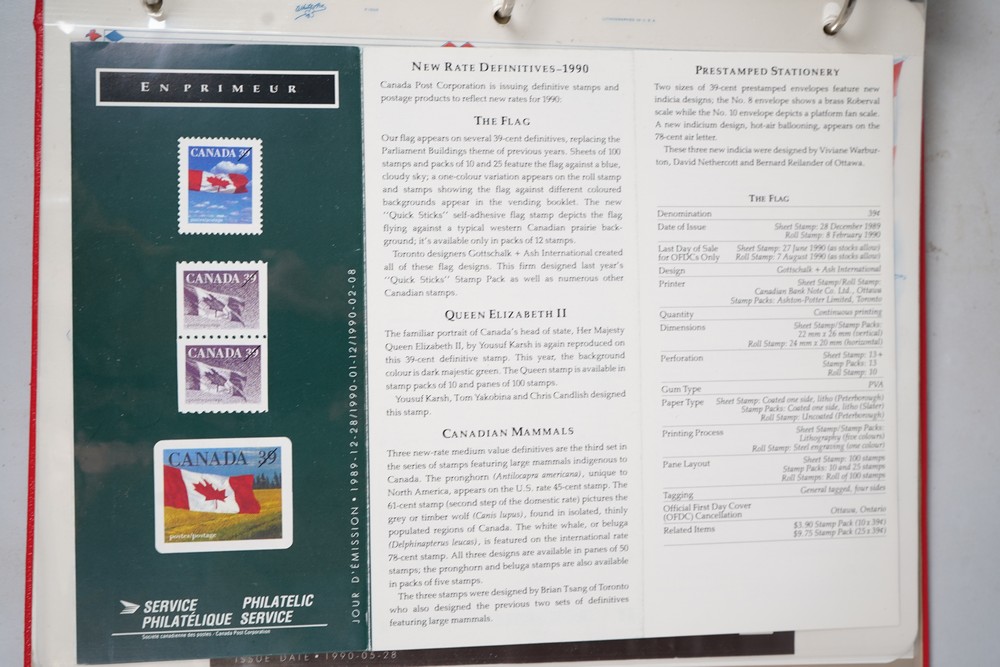 EN PRIMEUR
CANADA 39
postes/postage
CANADA 39
postes/postage
CANADA 39
CANADA 39
postes/postage
SERVICE PHILATELIC
PHILATÉLIQUE SERVICE
Société canadienne des postes / Canada Post Corporation
JOUR D'ÉMISSION • 1989-12-28/1990-01-12/1990-02-08
NEW RATE DEFINITIVES–1990
Canada Post Corporation is issuing definitive stamps and
postage products to reflect new rates for 1990:
THE FLAG
Our flag appears on several 39-cent definitives, replacing the
Parliament Buildings theme of previous years. Sheets of 100
stamps and packs of 10 and 25 feature the flag against a blue,
cloudy sky; a one-colour variation appears on the roll stamp
and stamps showing the flag against different coloured
backgrounds appear in the vending booklet. The new
"Quick Sticks" self-adhesive flag stamp depicts the flag
flying against a typical western Canadian prairie back-
ground; it's available only in packs of 12 stamps.
Toronto designers Gottschalk + Ash International created
all of these flag designs. This firm designed last year's
"Quick Sticks" Stamp Pack as well as numerous other
Canadian stamps.
QUEEN ELIZABETH II
The familiar portrait of Canada's head of state, Her Majesty
Queen Elizabeth II, by Yousuf Karsh is again reproduced on
this 39-cent definitive stamp. This year, the background
colour is dark majestic green. The Queen stamp is available in
stamp packs of 10 and panes of 100 stamps.
Yousuf Karsh, Tom Yakobina and Chris Candlish designed
this stamp.
CANADIAN MAMMALS
Three new-rate medium value definitives are the third set in
the series of stamps featuring large mammals indigenous to
Canada. The pronghorn (Antilocapra americana), unique to
North America, appears on the U.S. rate 45-cent stamp. The
61-cent stamp (second step of the domestic rate) pictures the
grey or timber wolf (Canis lupus), found in isolated, thinly
populated regions of Canada. The white whale, or beluga
(Delphinapterus leucas), is featured on the international rate
78-cent stamp. All three designs are available in panes of 50
stamps; the pronghorn and beluga stamps are also available
in packs of five stamps.
The three stamps were designed by Brian Tsang of Toronto
who also designed the previous two sets of definitives
featuring large mammals.
PRESTAMPED STATIONERY
Two sizes of 39-cent prestamped envelopes feature new
indicia designs; the No. 8 envelope shows a brass Roberval
scale while the No. 10 envelope depicts a platform fan scale.
A new indicium design, hot-air ballooning, appears on the
78-cent air letter.
These three new indicia were designed by Viviane Warbur-
ton, David Nethercott and Bernard Reilander of Ottawa.
THE FLAG
Denomination 39¢
Date of Issue Sheet Stamp: 28 December 1989
Roll Stamp: 8 February 1990
Last Day of Sale Sheet Stamp: 27 June 1990 (as stocks allow)
for OFDCs Only Roll Stamp: 7 August 1990 (as stocks allow)
Design Gottschalk + Ash International
Printer Sheet Stamp/Roll Stamp:
Canadian Bank Note Co. Ltd., Ottawa
Stamp Packs: Ashton-Potter Limited, Toronto
Quantity Continuous printing
Dimensions Sheet Stamp/Stamp Packs:
22 mm x 26 mm (vertical)
Roll Stamp: 24 mm x 20 mm (horizontal)
Perforation Sheet Stamp: 13+
Stamp Packs: 13
Roll Stamp: 10
Gum Type PVA
Paper Type Sheet Stamp: Coated one side, litho (Peterborough)
Stamp Packs: Coated one side, litho (Slater)
Roll Stamp: Uncoated (Peterborough)
Printing Process Sheet Stamp/Stamp Packs:
Lithography (five colours)
Roll Stamp: Steel engraving (one colour)
Pane Layout Sheet Stamp: 100 stamps
Stamp Packs: 10 and 25 stamps
Roll Stamps: Roll of 100 stamps
Tagging General tagged, four sides
Official First Day Cover
(OFDC) Cancellation Ottawa, Ontario
Related Items $3.90 Stamp Pack (10 x 39¢)
$9.75 Stamp Pack (25 x 39¢)
ISSUE DATE • 1990-05-28